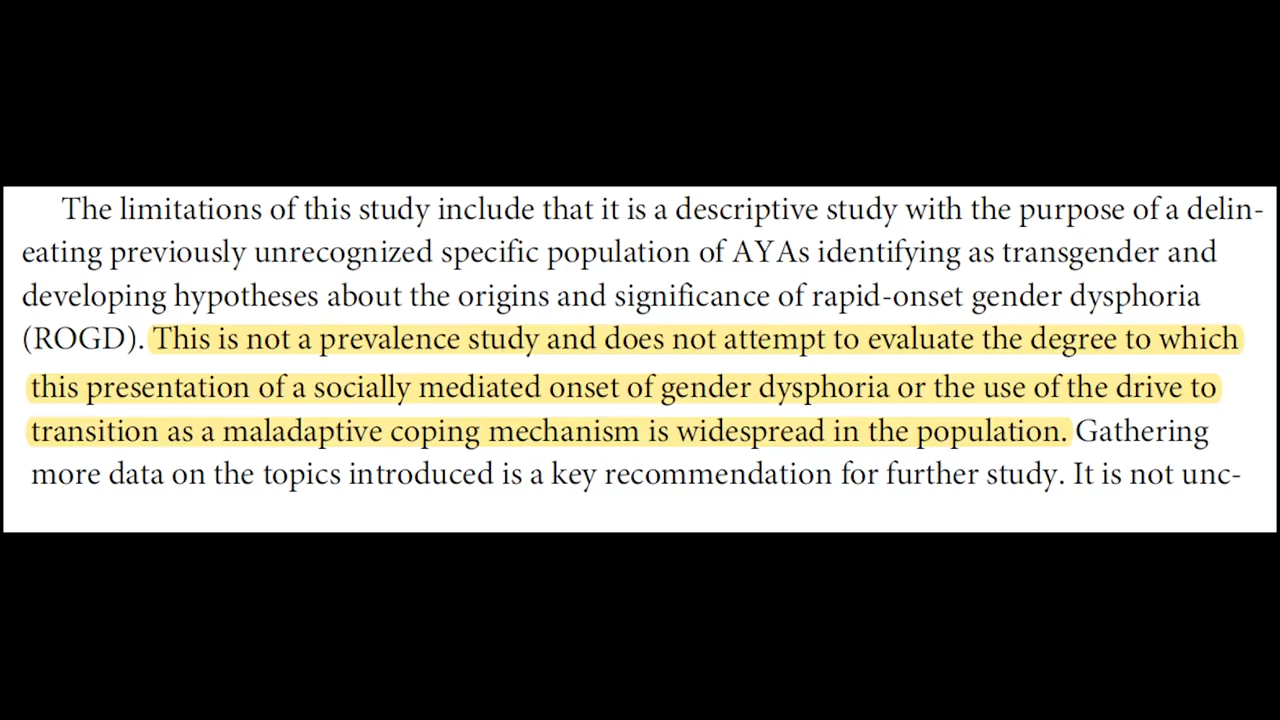 The limitations of this study include that it is a descriptive study with the purpose of a delin-
eating previously unrecognized specific population of AYAs identifying as transgender and
developing hypotheses about the origins and significance of rapid-onset gender dysphoria
(ROGD). This is not a prevalence study and does not attempt to evaluate the degree to which
this presentation of a socially mediated onset of gender dysphoria or the use of the drive to
transition as a maladaptive coping mechanism is widespread in the population. Gathering
more data on the topics introduced is a key recommendation for further study. It is not unc-